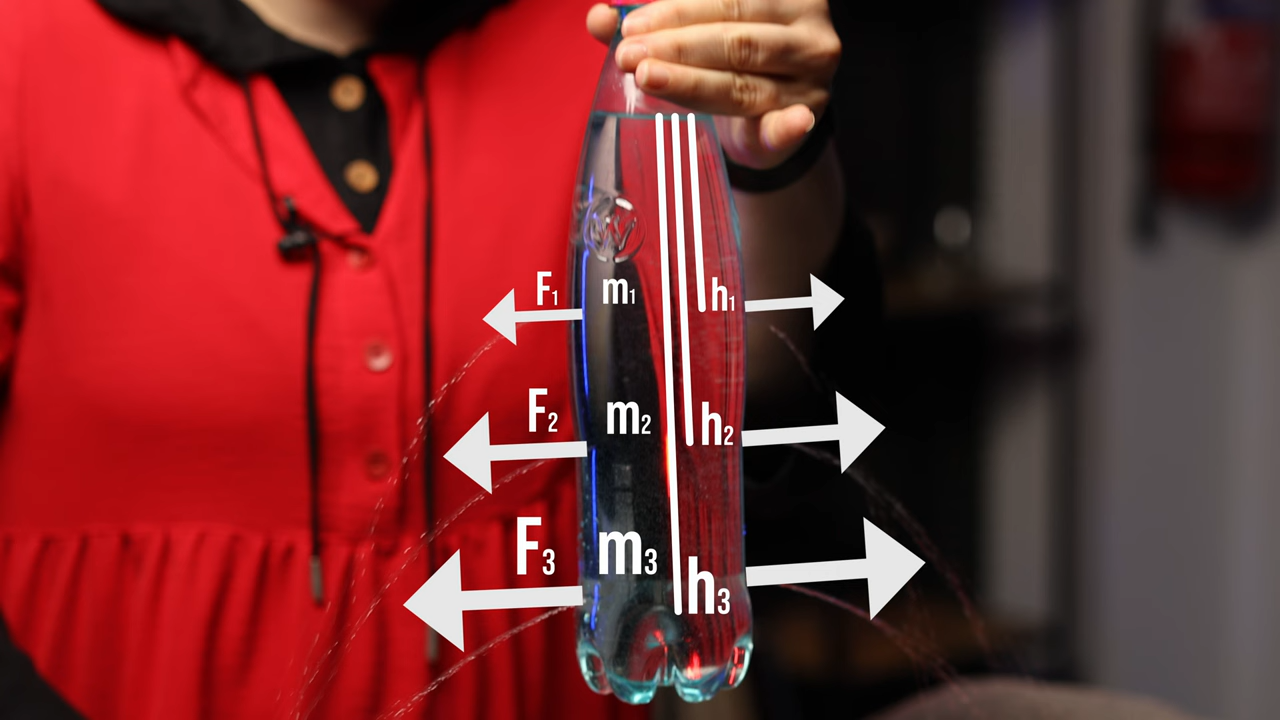 F₁ m₁ h₁
F₂ m₂ h₂
F₃ m₃ h₃